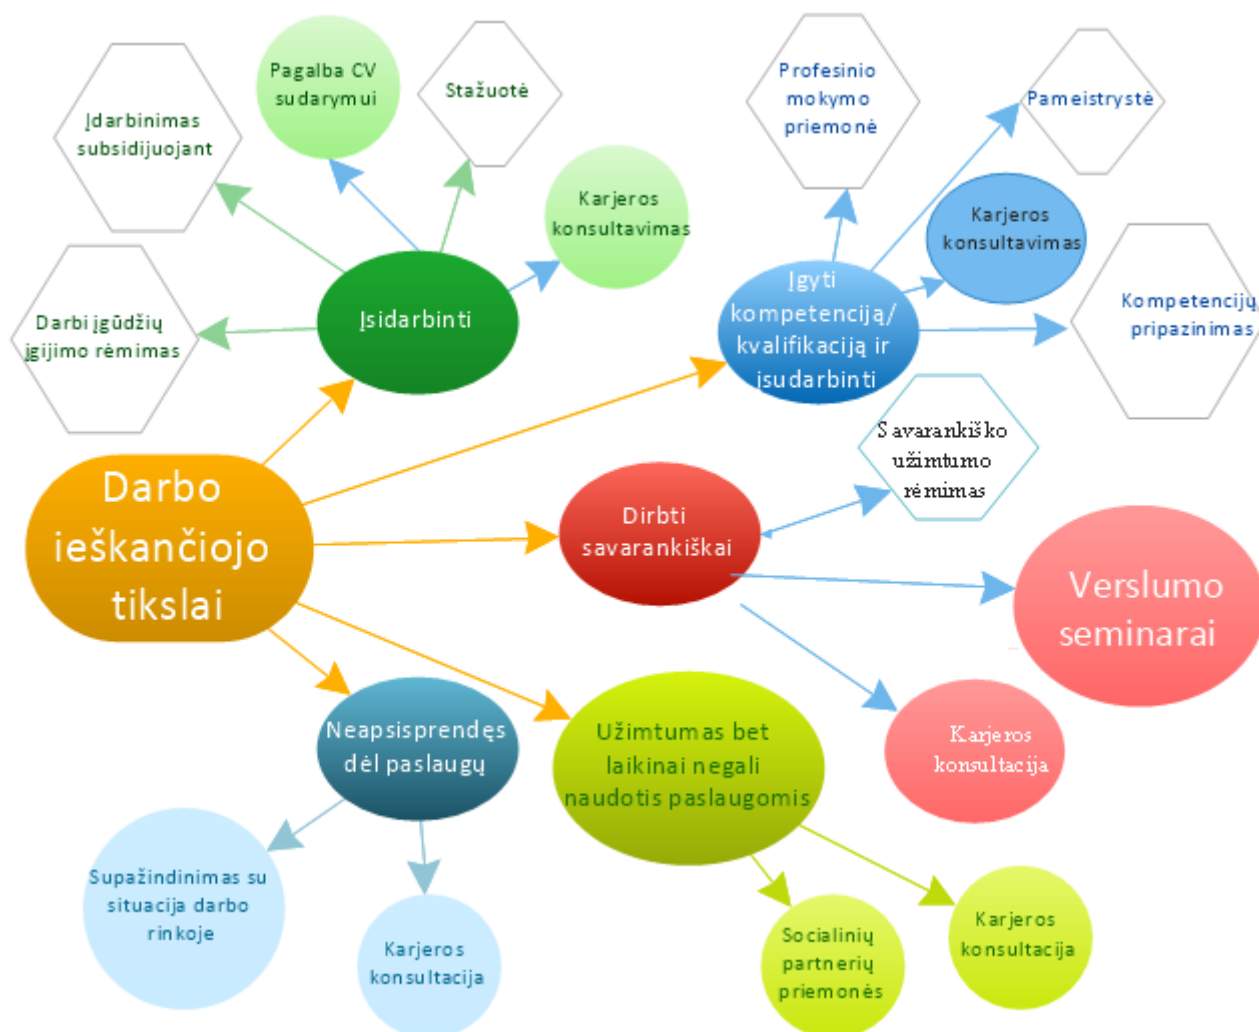 Pagalba CV
sudarymui
Stažuotė
Įdarbinimas
subsidijuojant
Karjeros
konsultavimas
Darbi įgūdžių
įgijimo rėmimas
Įsidarbinti
Profesinio
mokymo
priemonė
Pameistrystė
Karjeros
konsultavimas
Kompetencijų
pripazinimas
Įgyti
kompetenciją/
kvalifikaciją ir
įsudarbinti
Savarankiško
užimtumo
rėmimas
Darbo
ieškančiojo
tikslai
Dirbti
savarankiškai
Verslumo
seminarai
Karjeros
konsultacija
Neapsisprendęs
dėl paslaugų
Užimtumas bet
laikinai negali
naudotis paslaugomis
Supažindinimas su
situacija darbo
rinkoje
Karjeros
konsultacija
Socialinių
partnerių
priemonės
Karjeros
konsultacija